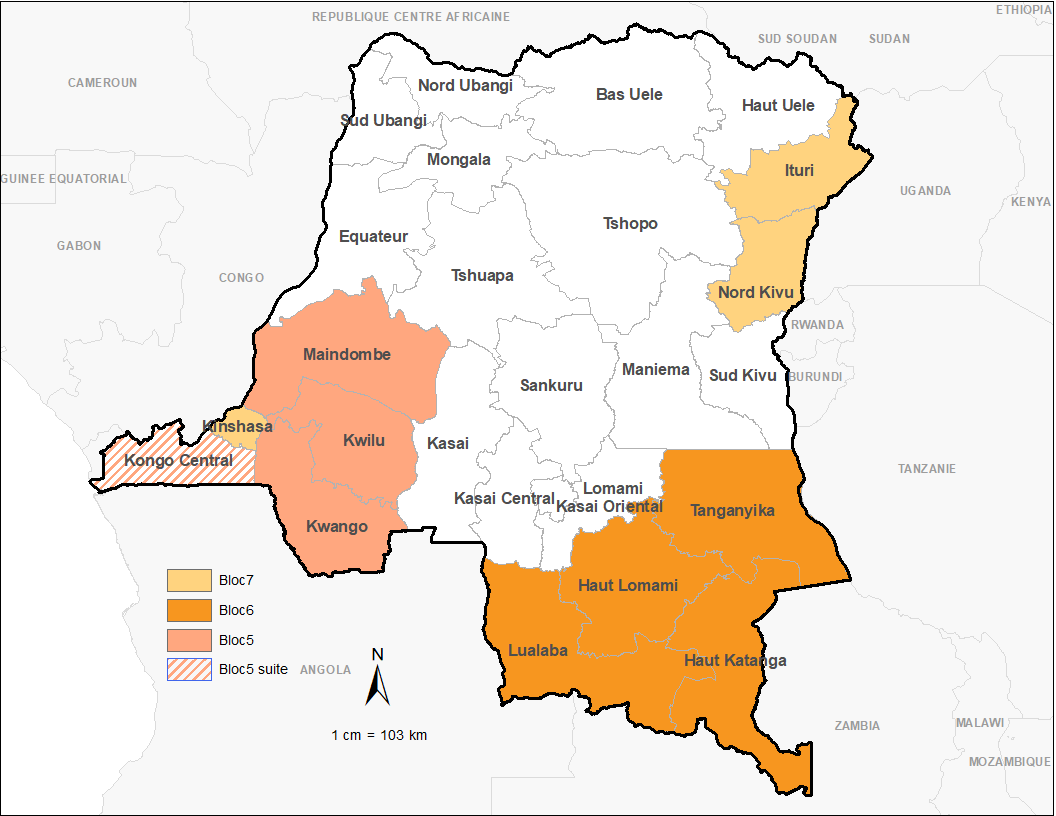 ETHIOPIA
REPUBLIQUE CENTRE AFRICAINE
SUD SOUDAN
SUDAN
CAMEROUN
Nord Ubangi
Bas Uele
Haut Uele
Sud Ubangi
Mongala
Ituri
GUINEE EQUATORIAL
UGANDA
KENYA
Tshopo
Equateur
GABON
CONGO
Tshuapa
Nord Kivu
RWANDA
Maindombe
Maniema
Sud Kivu
BURUNDI
Sankuru
Kinshasa
Kwilu
Kasai
Kongo Central
TANZANIE
Lomami
Kasai Central
Kasai Oriental
Tanganyika
Kwango
Bloc7
Haut Lomami
Bloc6
Bloc5
Lualaba
Haut Katanga
Bloc5 suite
ANGOLA
N
ZAMBIA
MALAWI
1 cm = 103 km
MOZAMBIQUE